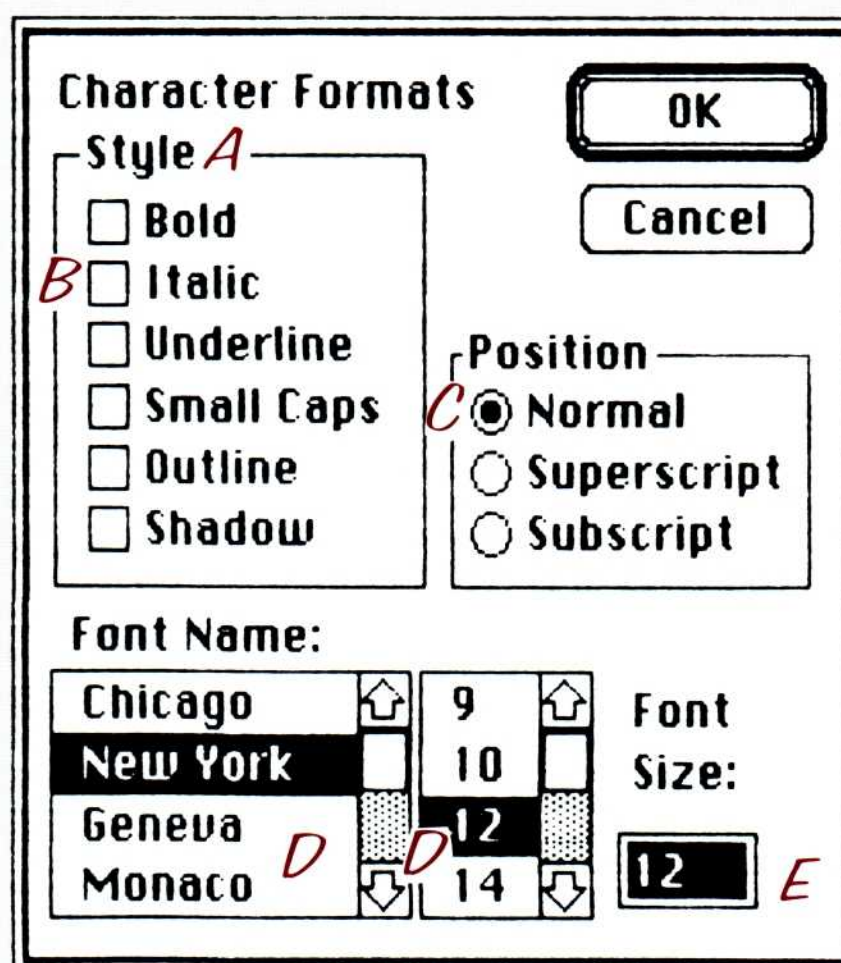 Character Formats
OK
Cancel
Style A
Bold
B Italic
Underline
Small Caps
Outline
Shadow
Position
C Normal
Superscript
Subscript
Font Name:
Chicago
New York
Geneva
Monaco
D
9
10
12
14
D
Font
Size:
12
E